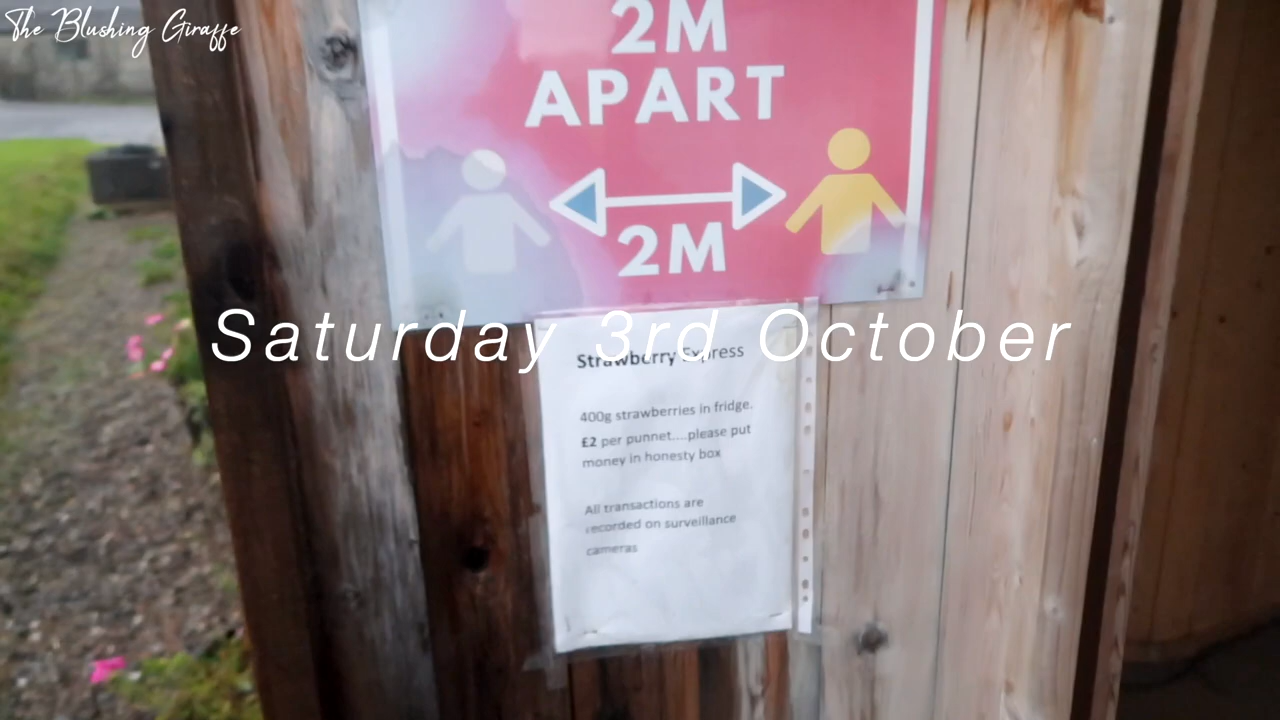 The Blushing Giraffe
2M
APART
2M
Saturday 3rd October
Strawberry Express
400g strawberries in fridge.
£2 per punnet....please put
money in honesty box
All transactions are
recorded on surveillance
cameras